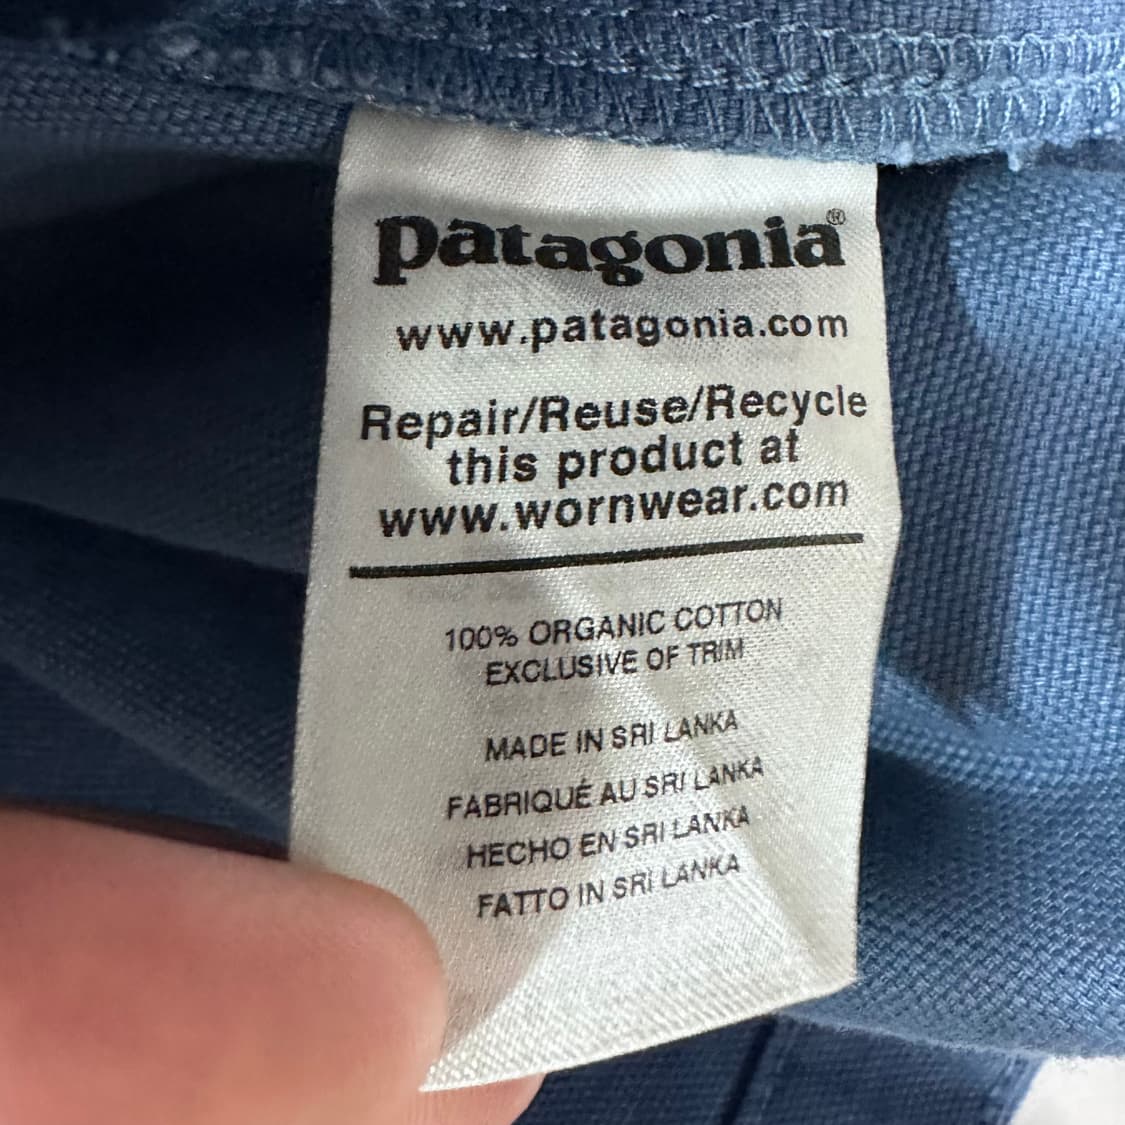 patagonia®
www.patagonia.com
Repair/Reuse/Recycle
this product at
www.wornwear.com
100% ORGANIC COTTON
EXCLUSIVE OF TRIM
MADE IN SRI LANKA
FABRIQUÉ AU SRI LANKA
HECHO EN SRI LANKA
FATTO IN SRI LANKA